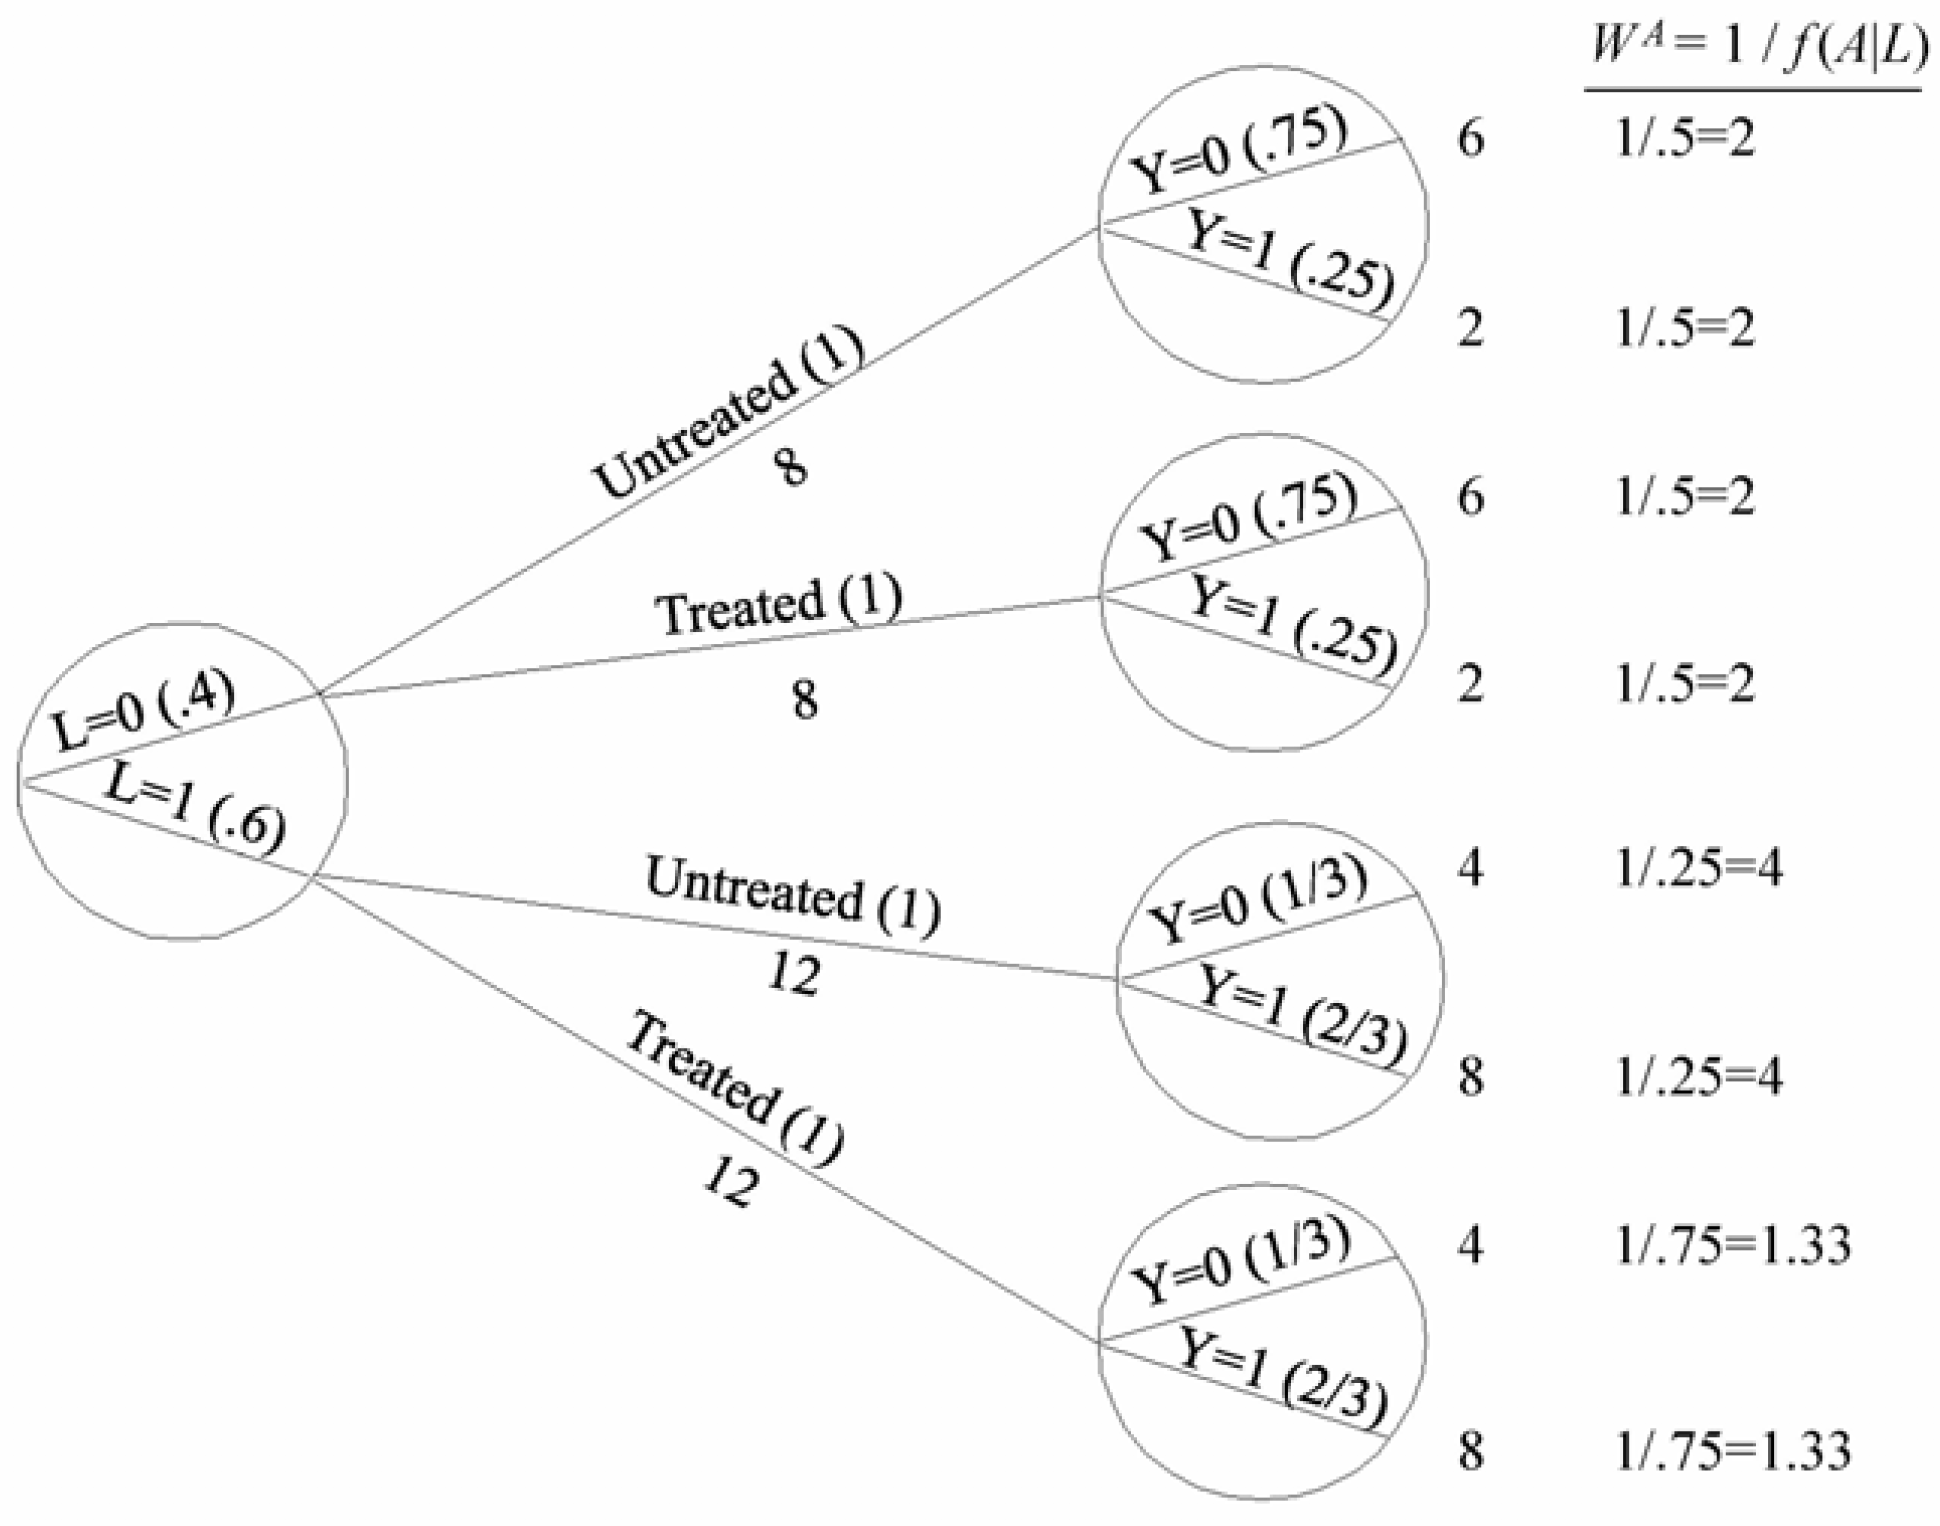 W^A = 1 / f(A|L)
Y=0 (.75)
6
1/.5=2
Y=1 (.25)
2
1/.5=2
Untreated (1)
8
Y=0 (.75)
6
1/.5=2
Y=1 (.25)
2
1/.5=2
Treated (1)
8
L=0 (.4)
L=1 (.6)
Untreated (1)
12
Y=0 (1/3)
4
1/.25=4
Y=1 (2/3)
8
1/.25=4
Treated (1)
12
Y=0 (1/3)
4
1/.75=1.33
Y=1 (2/3)
8
1/.75=1.33